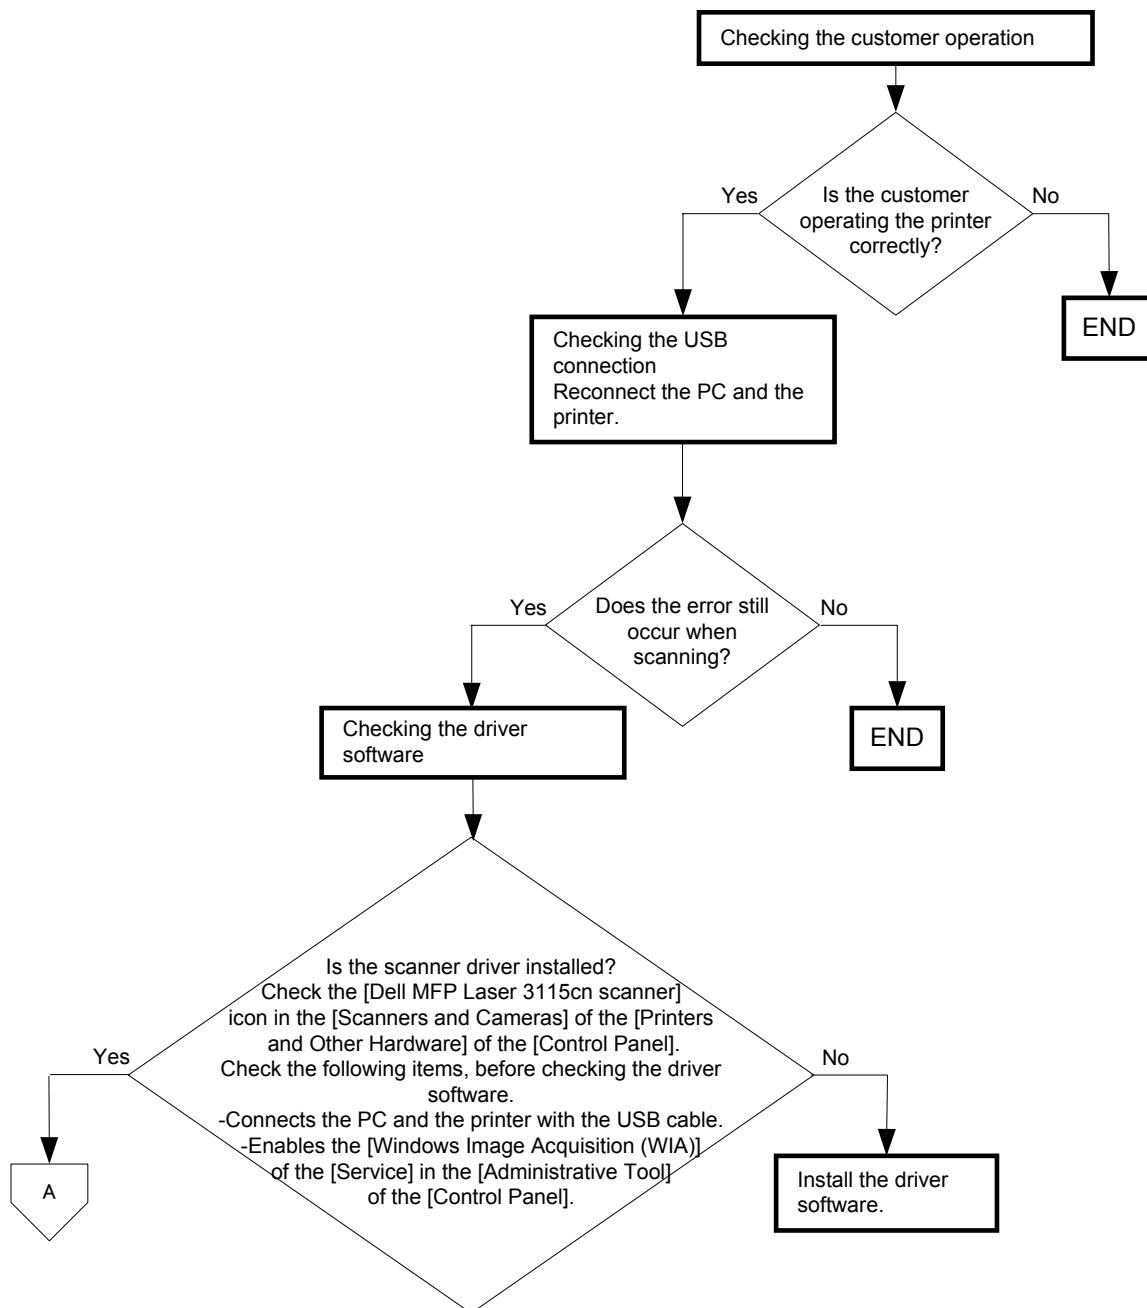 Checking the customer operation
Is the customer
operating the printer
correctly?
Yes
No
END
Checking the USB
connection
Reconnect the PC and the
printer.
Does the error still
occur when
scanning?
Yes
No
END
Checking the driver
software
Is the scanner driver installed?
Check the [Dell MFP Laser 3115cn scanner]
icon in the [Scanners and Cameras] of the [Printers
and Other Hardware] of the [Control Panel].
Check the following items, before checking the driver
software.
-Connects the PC and the printer with the USB cable.
-Enables the [Windows Image Acquisition (WIA)]
of the [Service] in the [Administrative Tool]
of the [Control Panel].
Yes
No
A
Install the driver
software.